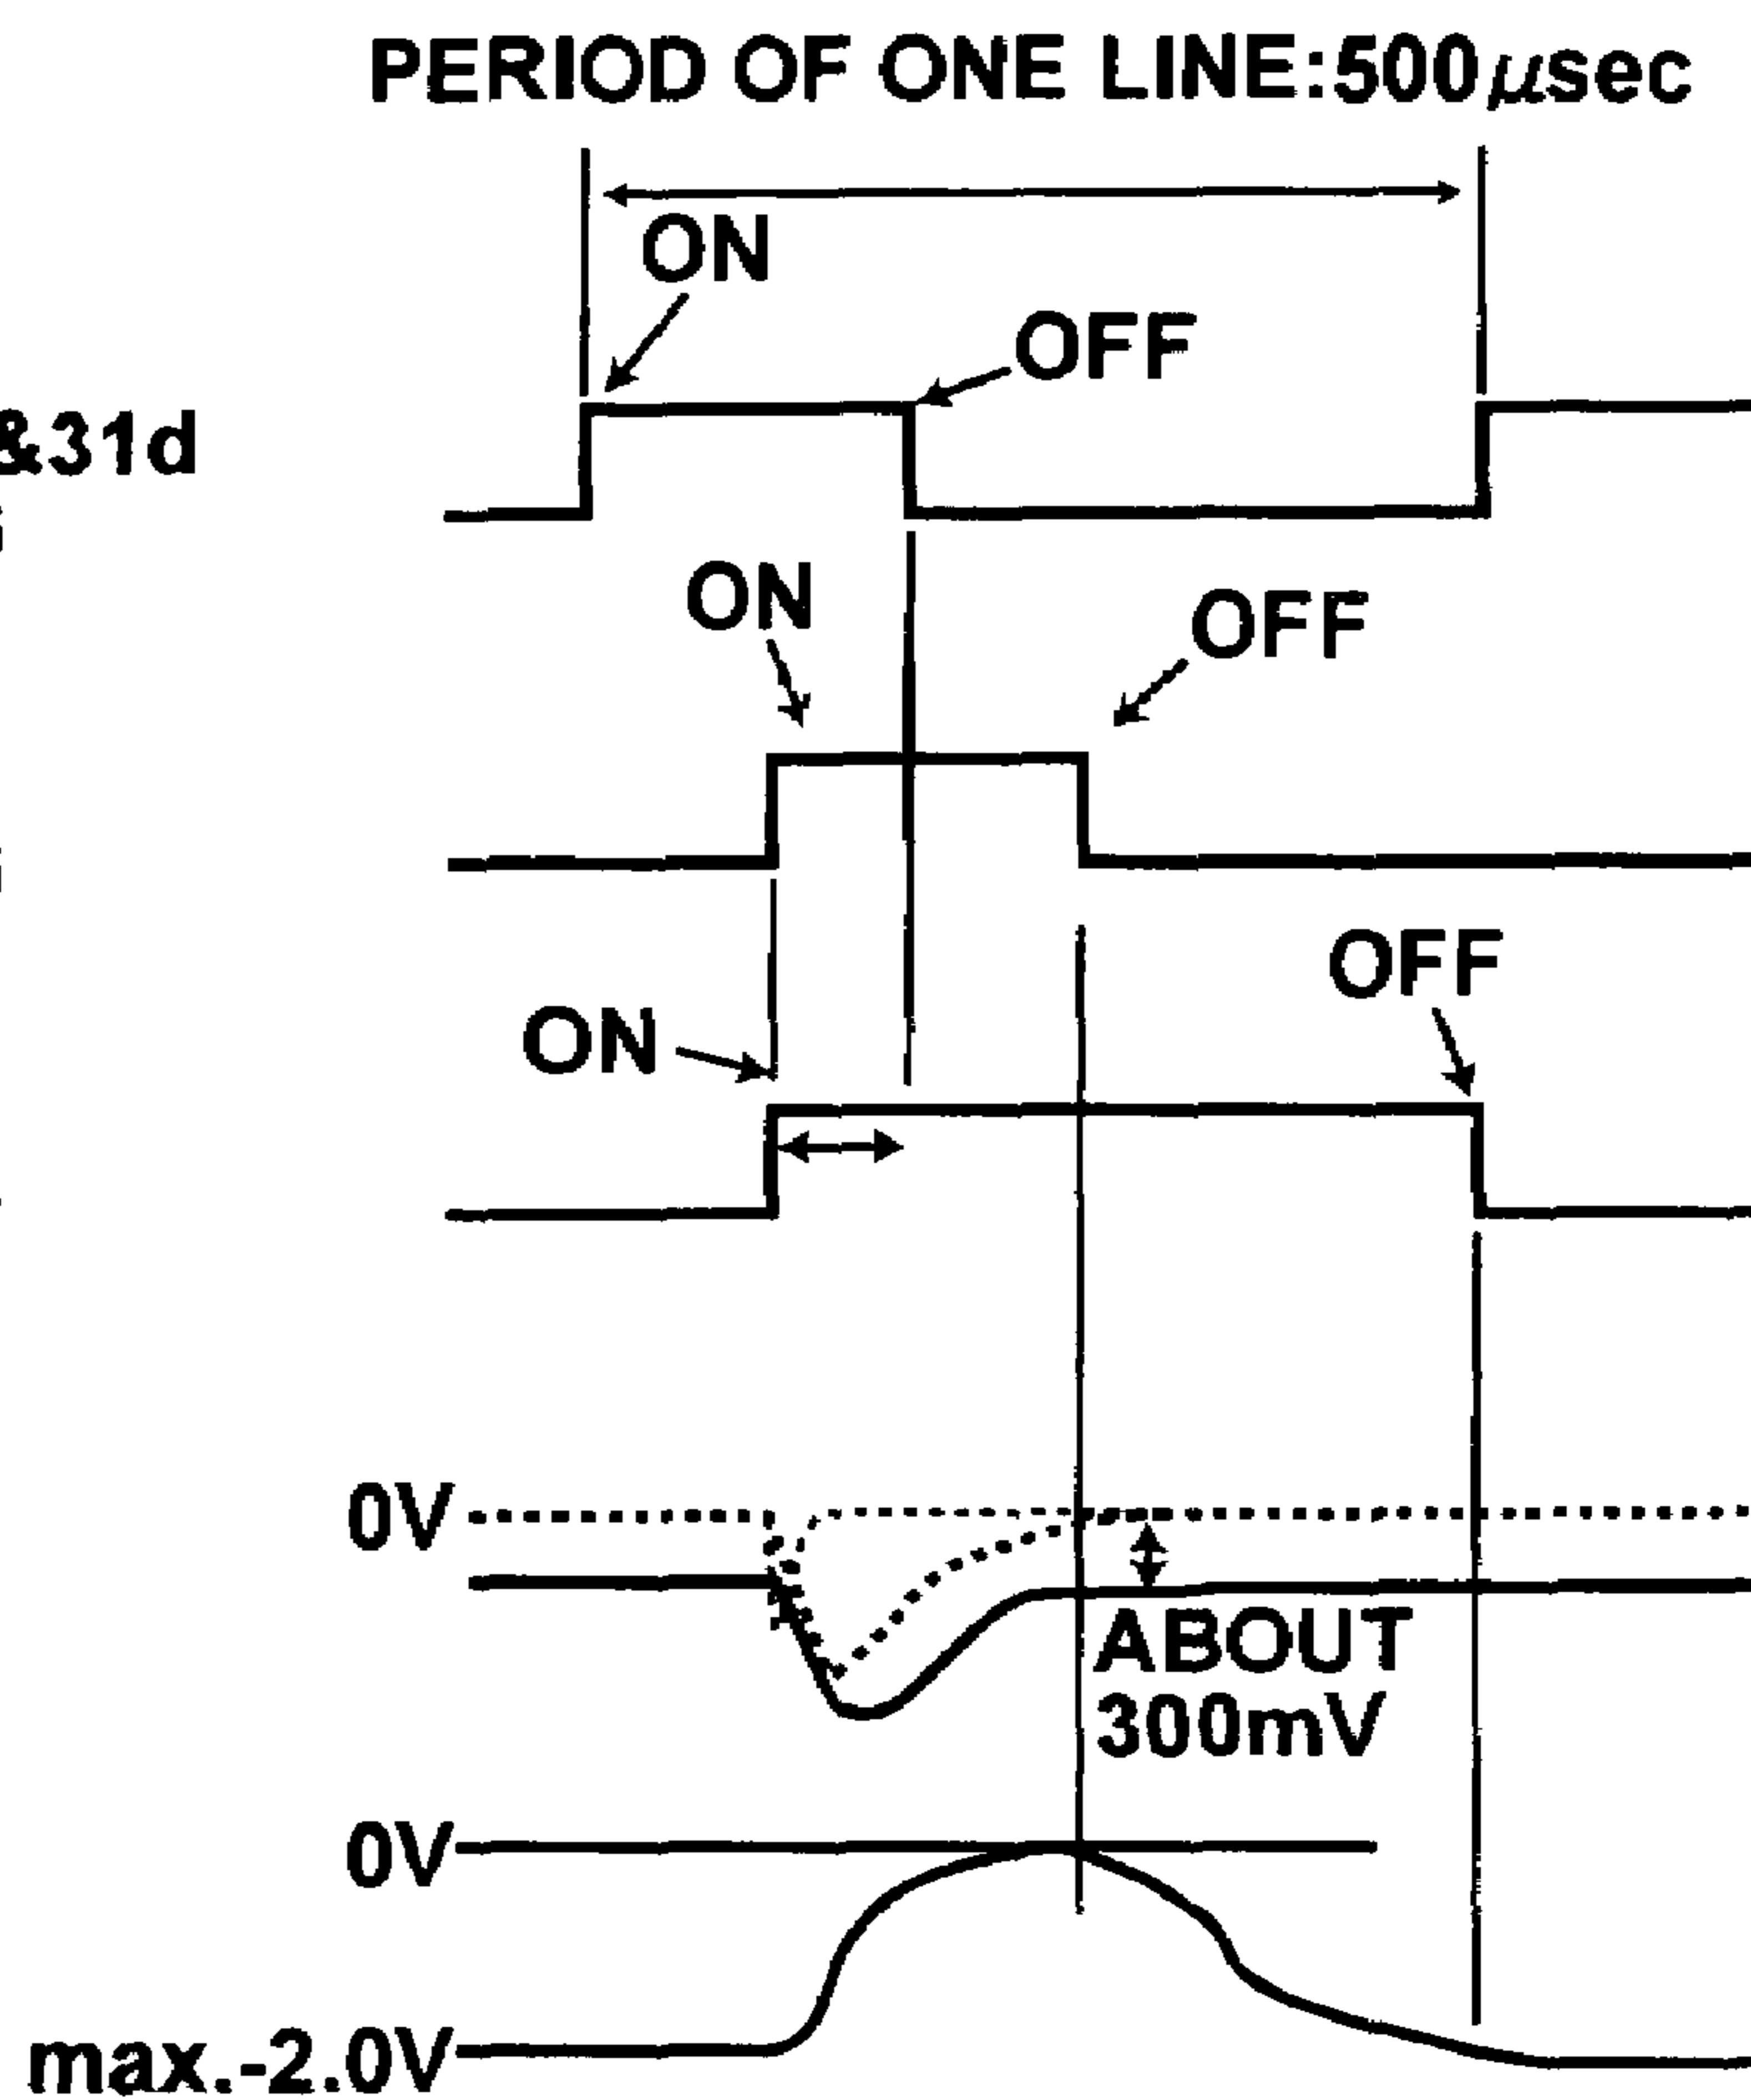 PERIOD OF ONE LINE:500μsec
ON
OFF
&31d
ON
OFF
OFF
ON
0V
ABOUT
300mV
0V
max.-2.0V